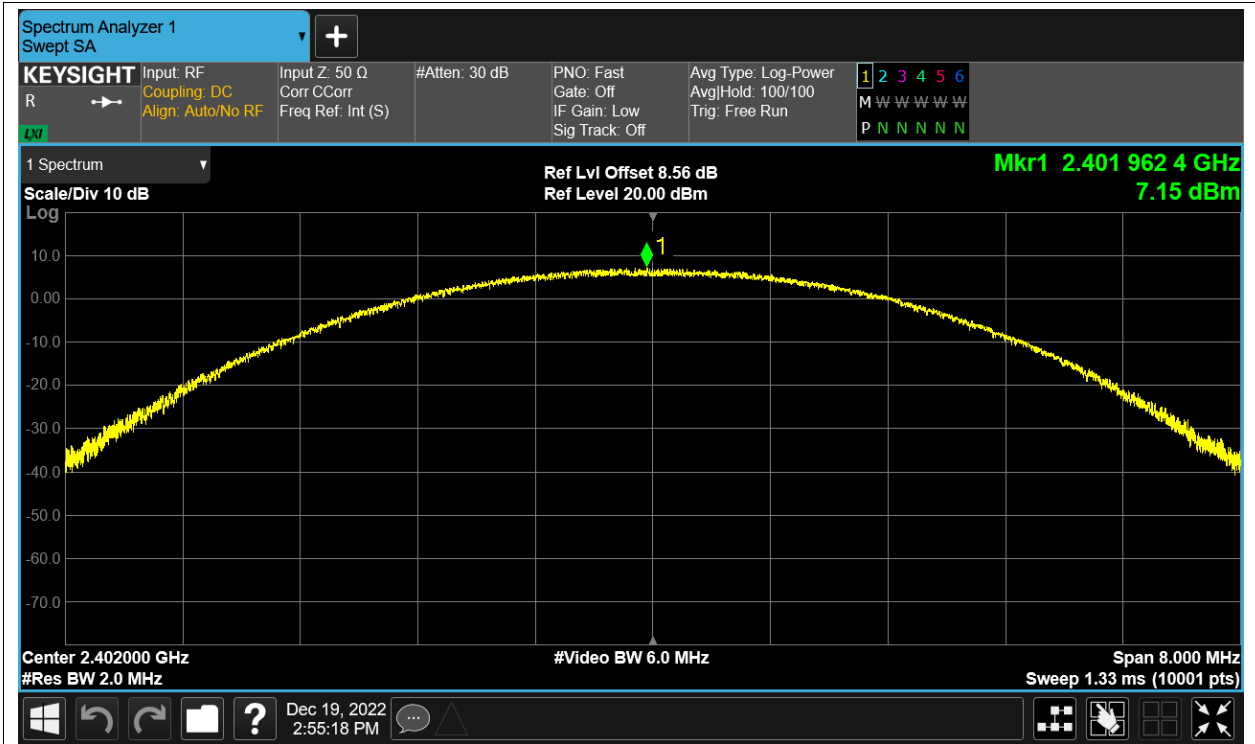 Spectrum Analyzer 1
Swept SA
+
KEYSIGHT
R
LXI
Input: RF
Coupling: DC
Align: Auto/No RF
Input Z: 50 Ω
Corr CCorr
Freq Ref: Int (S)
#Atten: 30 dB
PNO: Fast
Gate: Off
IF Gain: Low
Sig Track: Off
Avg Type: Log-Power
Avg|Hold: 100/100
Trig: Free Run
1 2 3 4 5 6
M W W W W W
P N N N N N
1 Spectrum
Scale/Div 10 dB
Log
Ref Lvl Offset 8.56 dB
Ref Level 20.00 dBm
Mkr1 2.401 962 4 GHz
7.15 dBm
1
10.0
0.00
-10.0
-20.0
-30.0
-40.0
-50.0
-60.0
-70.0
Center 2.402000 GHz
#Res BW 2.0 MHz
#Video BW 6.0 MHz
Span 8.000 MHz
Sweep 1.33 ms (10001 pts)
?
Dec 19, 2022
2:55:18 PM